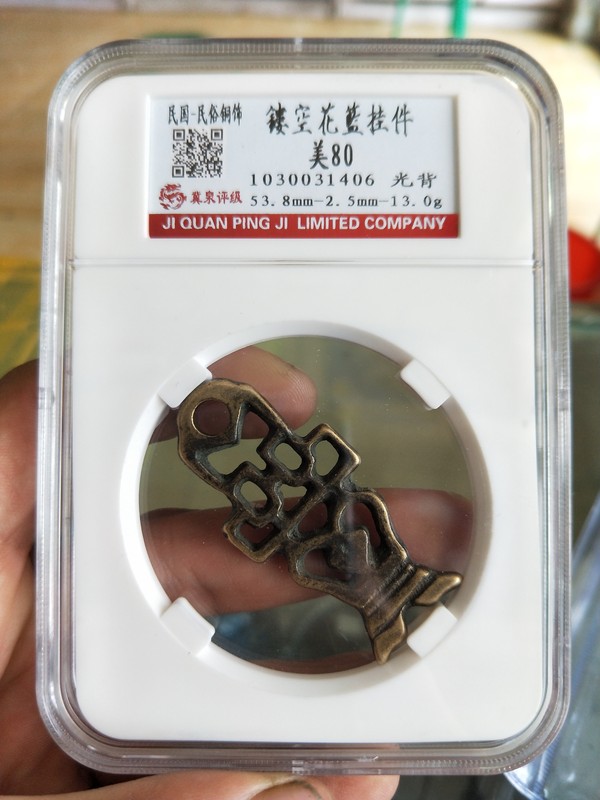 民国-民俗铜饰
镂空花篮挂件
美80
1030031406 光背
冀泉评级 53.8mm-2.5mm-13.0g
JI QUAN PING JI LIMITED COMPANY